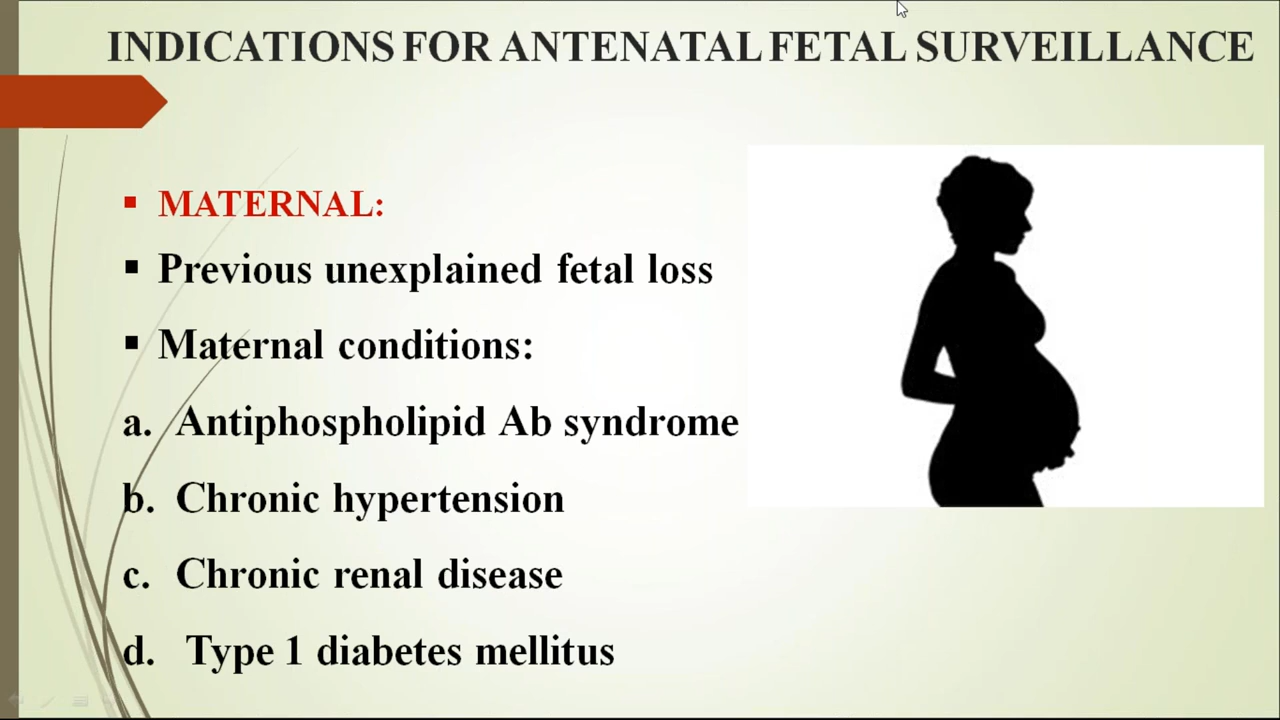 INDICATIONS FOR ANTENATAL FETAL SURVEILLANCE
MATERNAL:
Previous unexplained fetal loss
Maternal conditions:
a. Antiphospholipid Ab syndrome
b. Chronic hypertension
c. Chronic renal disease
d. Type 1 diabetes mellitus